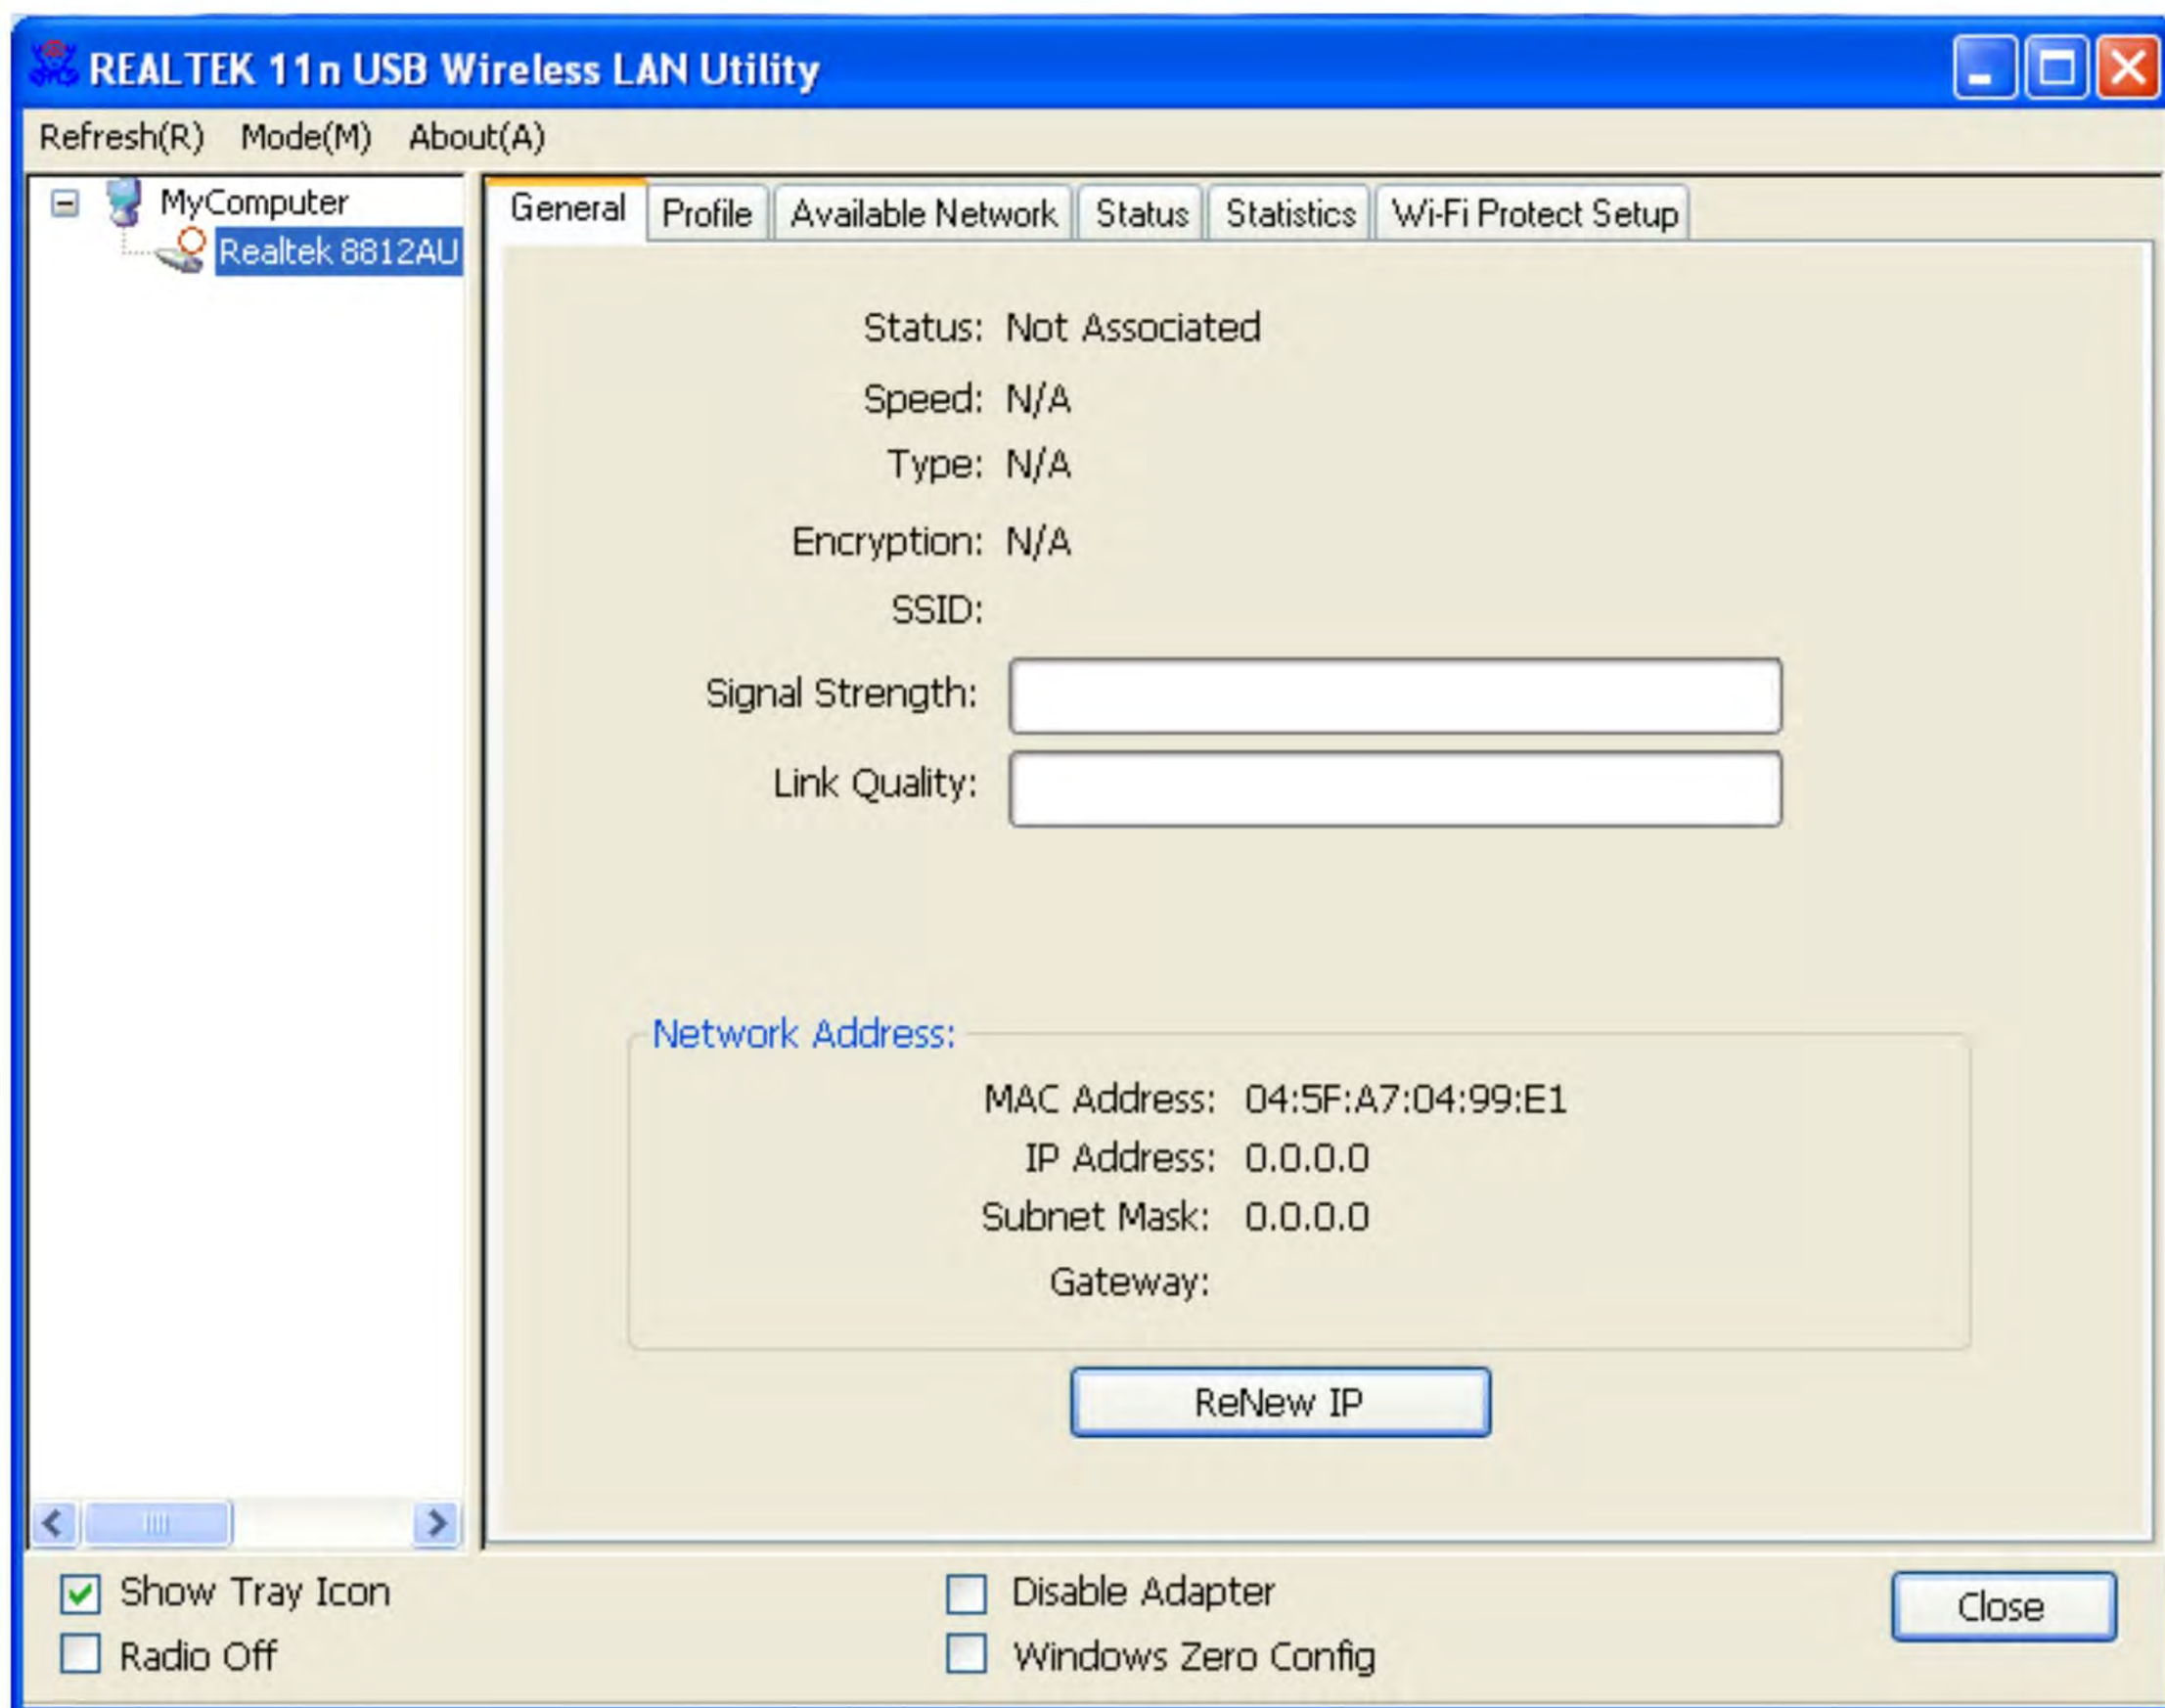 REALTEK 11n USB Wireless LAN Utility
Refresh(R) Mode(M) About(A)
MyComputer
Realtek 8812AU
General Profile Available Network Status Statistics Wi-Fi Protect Setup
Status: Not Associated
Speed: N/A
Type: N/A
Encryption: N/A
SSID:
Signal Strength:
Link Quality:
Network Address:
MAC Address: 04:5F:A7:04:99:E1
IP Address: 0.0.0.0
Subnet Mask: 0.0.0.0
Gateway:
ReNew IP
Show Tray Icon
Radio Off
Disable Adapter
Windows Zero Config
Close